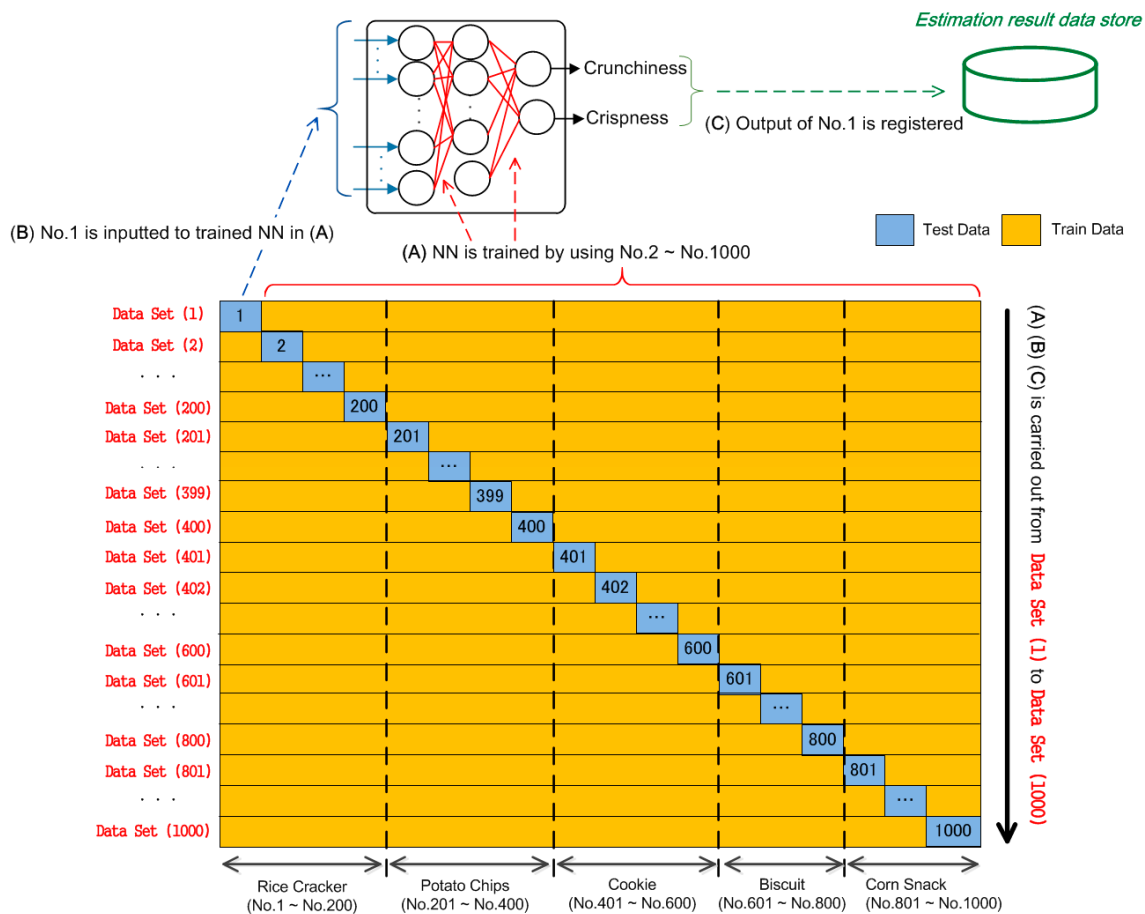 Estimation result data store
Crunchiness
Crispness
(C) Output of No.1 is registered
(B) No.1 is inputted to trained NN in (A)
(A) NN is trained by using No.2 ~ No.1000
Test Data
Train Data
Data Set (1)
1
Data Set (2)
2
. . .
...
Data Set (200)
200
Data Set (201)
201
. . .
...
Data Set (399)
399
Data Set (400)
400
Data Set (401)
401
Data Set (402)
402
. . .
...
Data Set (600)
600
Data Set (601)
601
. . .
...
Data Set (800)
800
Data Set (801)
801
. . .
...
Data Set (1000)
1000
(A) (B) (C) is carried out from Data Set (1) to Data Set (1000)
Rice Cracker
(No.1 ~ No.200)
Potato Chips
(No.201 ~ No.400)
Cookie
(No.401 ~ No.600)
Biscuit
(No.601 ~ No.800)
Corn Snack
(No.801 ~ No.1000)